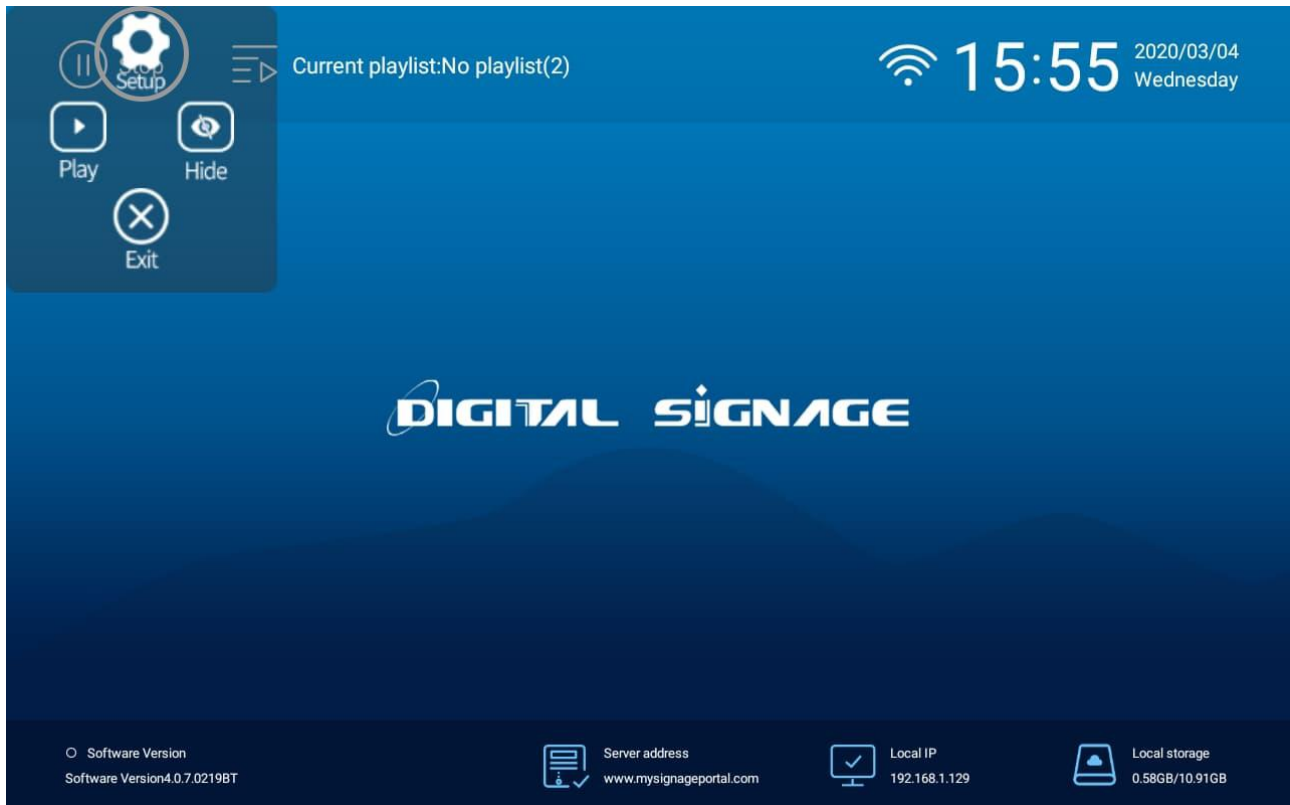 Stop
Setup
Current playlist:No playlist(2)
15:55
2020/03/04
Wednesday
Play
Hide
Exit
DIGITAL SIGNAGE
Software Version
Software Version4.0.7.0219BT
Server address
www.mysignageportal.com
Local IP
192.168.1.129
Local storage
0.58GB/10.91GB